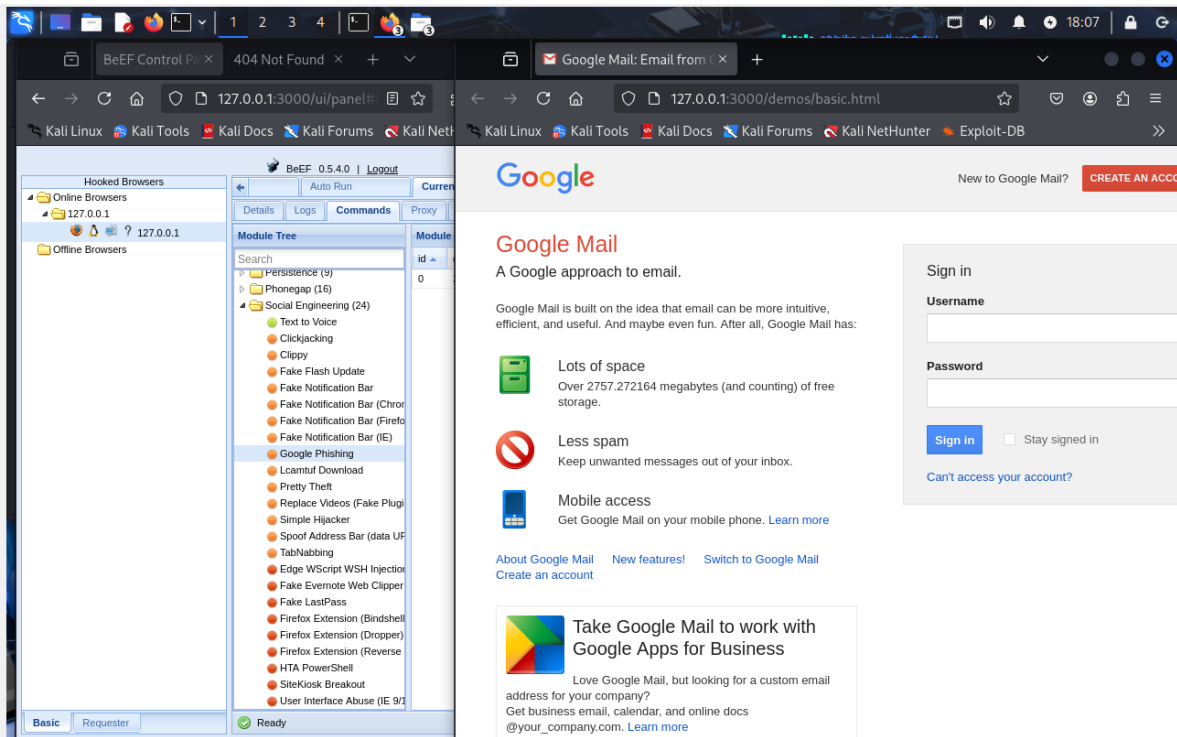 1 2 3 4 18:07
BeEF Control Pa × 404 Not Found × +
127.0.0.1:3000/ui/panel#
Kali Linux Kali Tools Kali Docs Kali Forums Kali NetH
BeEF 0.5.4.0 | Logout
Hooked Browsers
Online Browsers
127.0.0.1
? 127.0.0.1
Offline Browsers
Basic Requester
Auto Run Curren
Details Logs Commands Proxy
Module Tree
Search
Persistence (9)
Phonegap (16)
Social Engineering (24)
Text to Voice
Clickjacking
Clippy
Fake Flash Update
Fake Notification Bar
Fake Notification Bar (Chror
Fake Notification Bar (Firefo
Fake Notification Bar (IE)
Google Phishing
Lcamtuf Download
Pretty Theft
Replace Videos (Fake Plugi
Simple Hijacker
Spoof Address Bar (data UF
TabNabbing
Edge WScript WSH Injection
Fake Evernote Web Clipper
Fake LastPass
Firefox Extension (Bindshell
Firefox Extension (Dropper)
Firefox Extension (Reverse
HTA PowerShell
SiteKiosk Breakout
User Interface Abuse (IE 9/1
Ready
Module
id
0
Google Mail: Email from G × +
127.0.0.1:3000/demos/basic.html
Kali Linux Kali Tools Kali Docs Kali Forums Kali NetHunter Exploit-DB
Google
New to Google Mail? CREATE AN ACCO
Google Mail
A Google approach to email.
Google Mail is built on the idea that email can be more intuitive,
efficient, and useful. And maybe even fun. After all, Google Mail has:
Lots of space
Over 2757.272164 megabytes (and counting) of free
storage.
Less spam
Keep unwanted messages out of your inbox.
Mobile access
Get Google Mail on your mobile phone. Learn more
About Google Mail New features! Switch to Google Mail
Create an account
Take Google Mail to work with
Google Apps for Business
Love Google Mail, but looking for a custom email
address for your company?
Get business email, calendar, and online docs
@your_company.com. Learn more
Sign in
Username
Password
Sign in Stay signed in
Can't access your account?